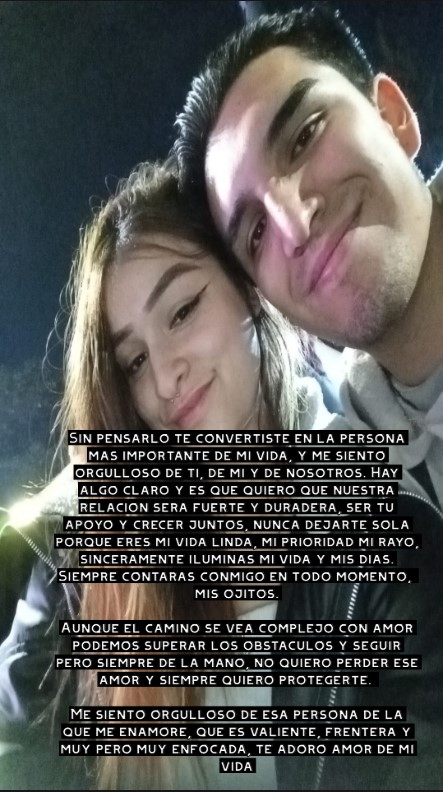 Sin pensarlo te convertiste en la persona
mas importante de mi vida, y me siento
orgulloso de ti, de mi y de nosotros. Hay
algo claro y es que quiero que nuestra
relacion sera fuerte y duradera, ser tu
apoyo y crecer juntos, nunca dejarte sola
porque eres mi vida linda, mi prioridad mi rayo,
sinceramente iluminas mi vida y mis dias.
Siempre contaras conmigo en todo momento,
mis ojitos.
Aunque el camino se vea complejo con amor
podemos superar los obstaculos y seguir
pero siempre de la mano, no quiero perder ese
amor y siempre quiero protegerte.
Me siento orgulloso de esa persona de la
que me enamore, que es valiente, frentera y
muy pero muy enfocada, te adoro amor de mi
vida